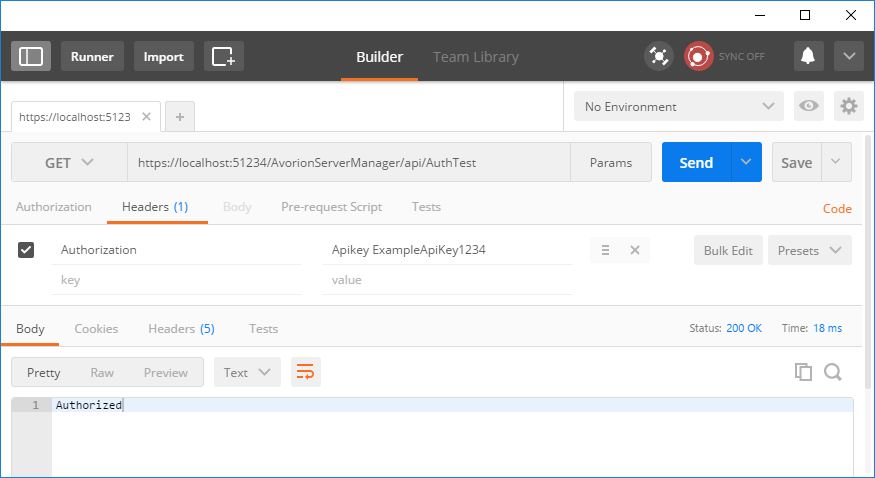 Runner Import Builder Team Library SYNC OFF
https://localhost:5123 No Environment
GET https://localhost:51234/AvorionServerManager/api/AuthTest Params Send Save
Authorization Headers (1) Body Pre-request Script Tests Code
Authorization Apikey ExampleApiKey1234 Bulk Edit Presets
key value
Body Cookies Headers (5) Tests Status: 200 OK Time: 18 ms
Pretty Raw Preview Text
1 Authorized